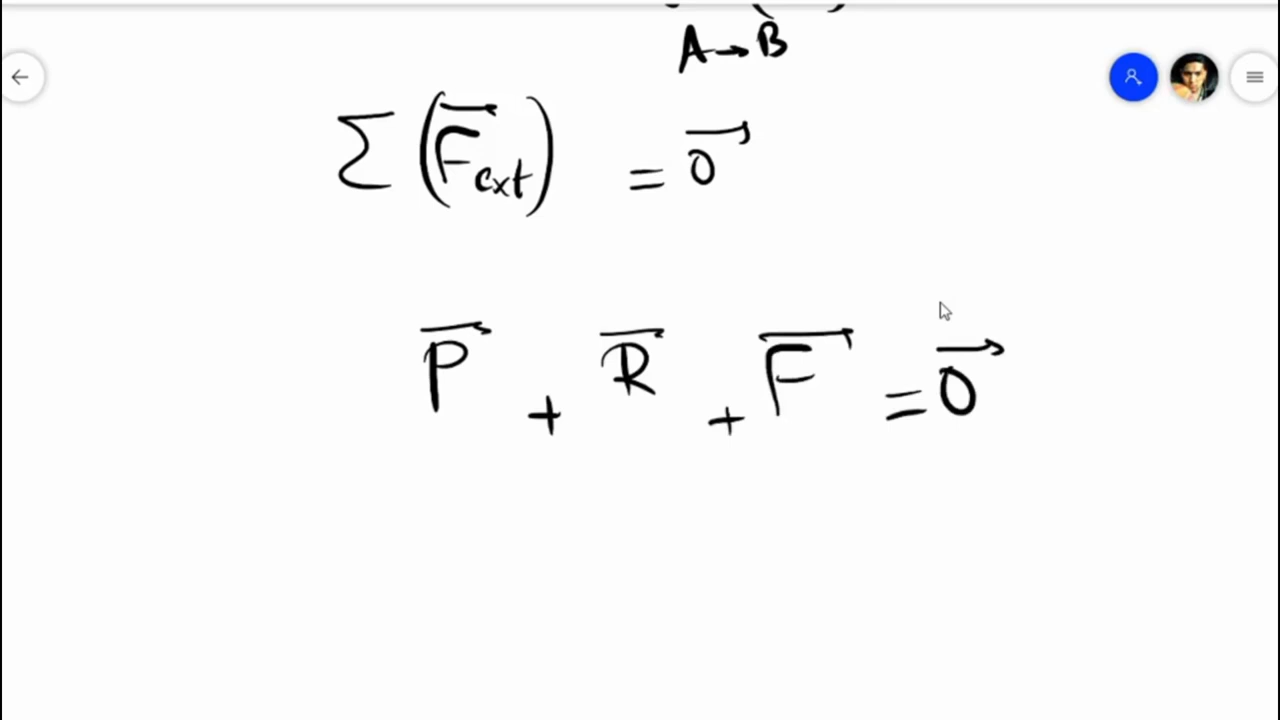 A→B
∑(F⃗ext) = 0⃗
P⃗ + R⃗ + F⃗ = 0⃗